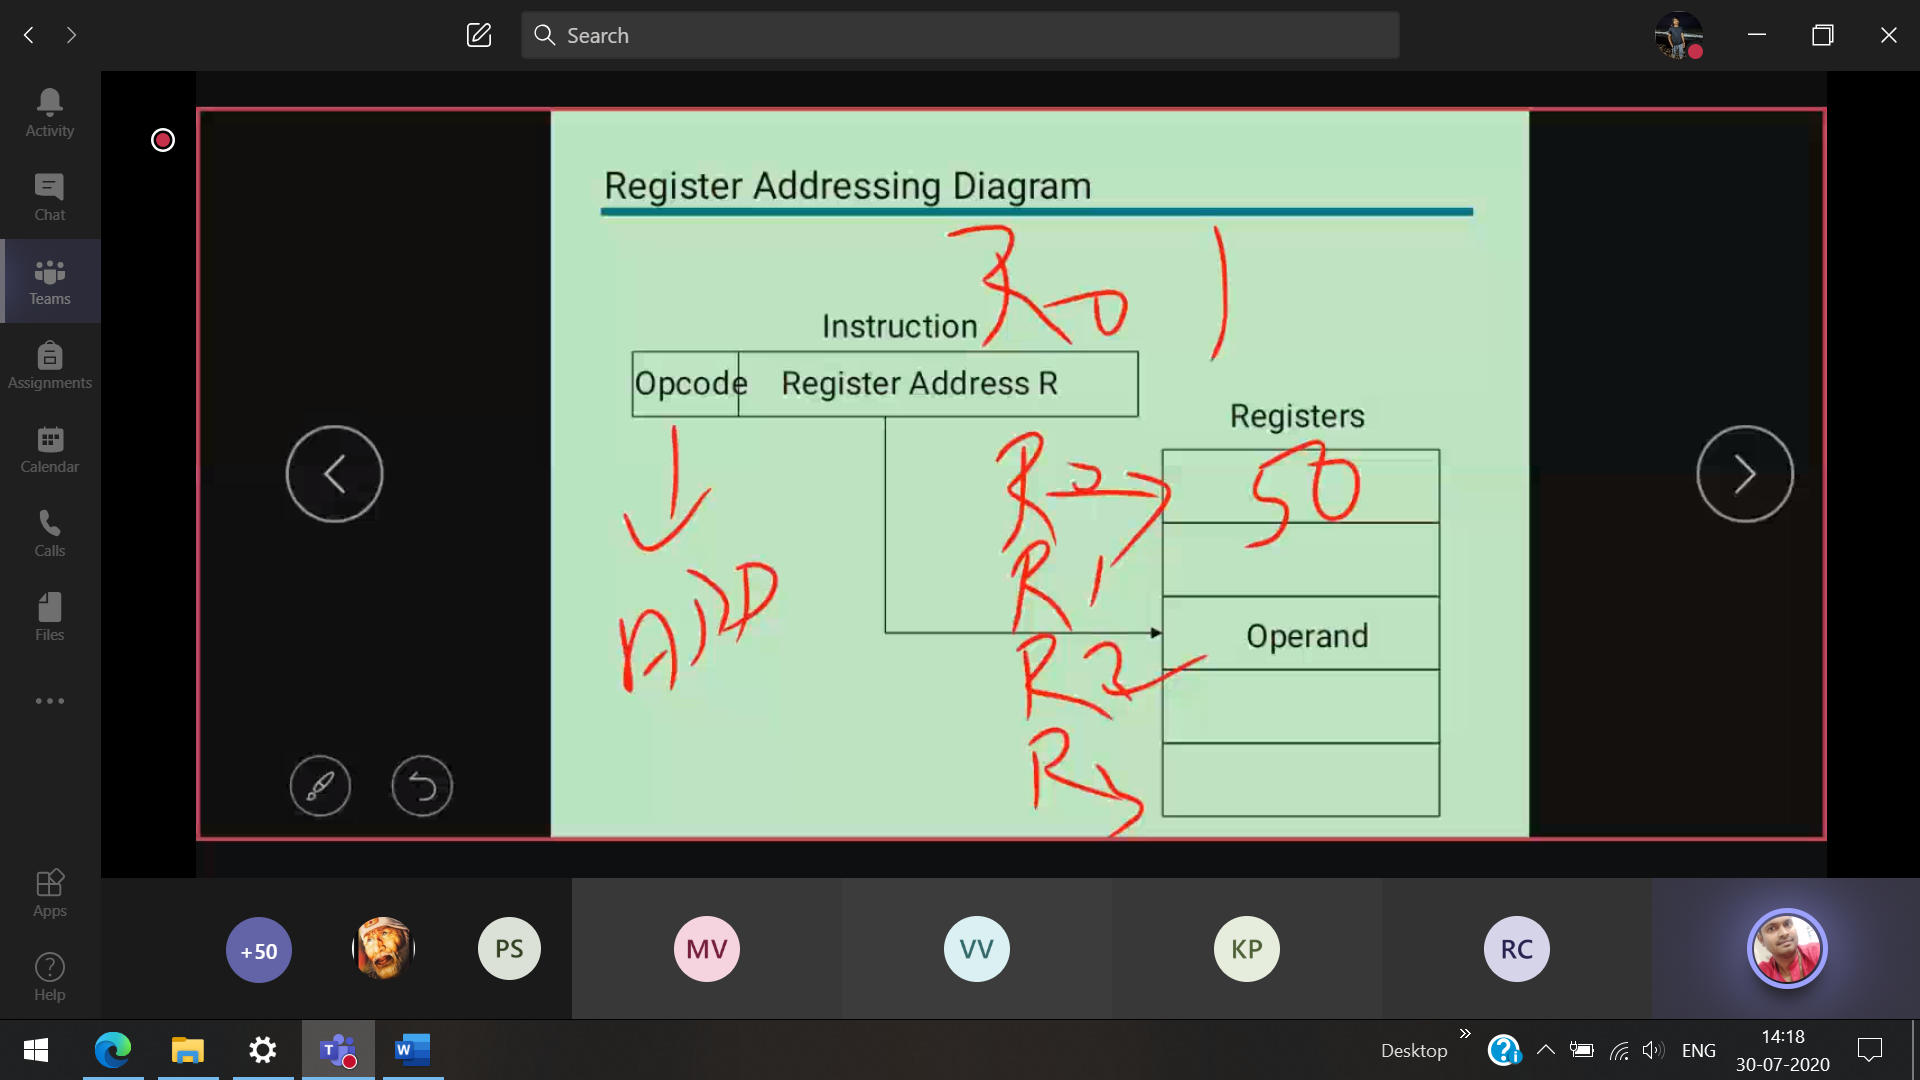 Search
Activity
Chat
Teams
Assignments
Calendar
Calls
Files
Apps
Help
Register Addressing Diagram
R0
Instruction
Opcode Register Address R
Registers
R0 50
R1
Operand
ADD
R2
R
+50 PS MV VV KP RC
Desktop ENG 14:18
30-07-2020